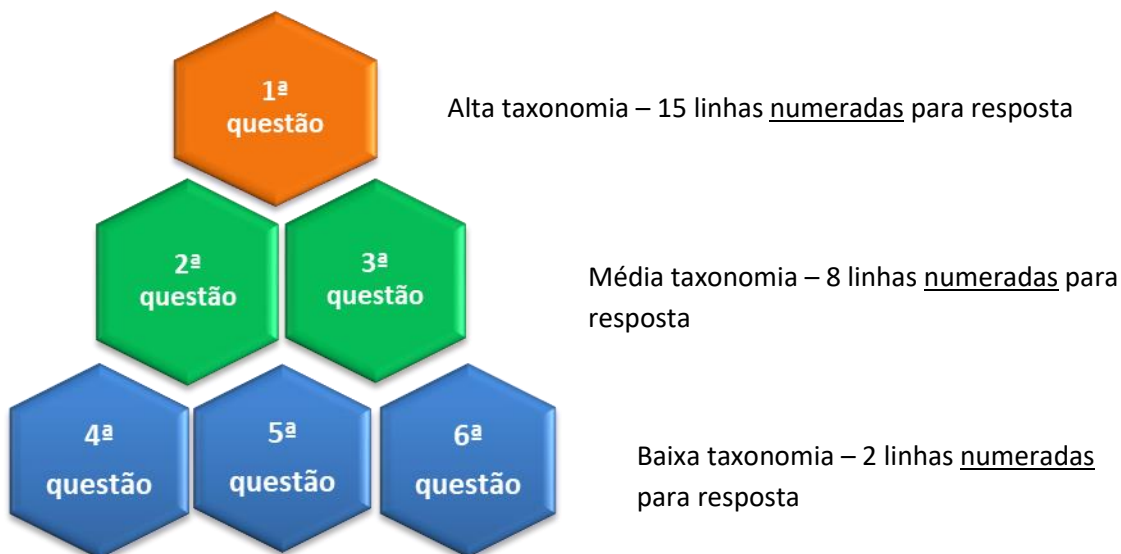 1ª
questão
Alta taxonomia – 15 linhas numeradas para resposta
2ª
questão
3ª
questão
Média taxonomia – 8 linhas numeradas para
resposta
4ª
questão
5ª
questão
6ª
questão
Baixa taxonomia – 2 linhas numeradas
para resposta